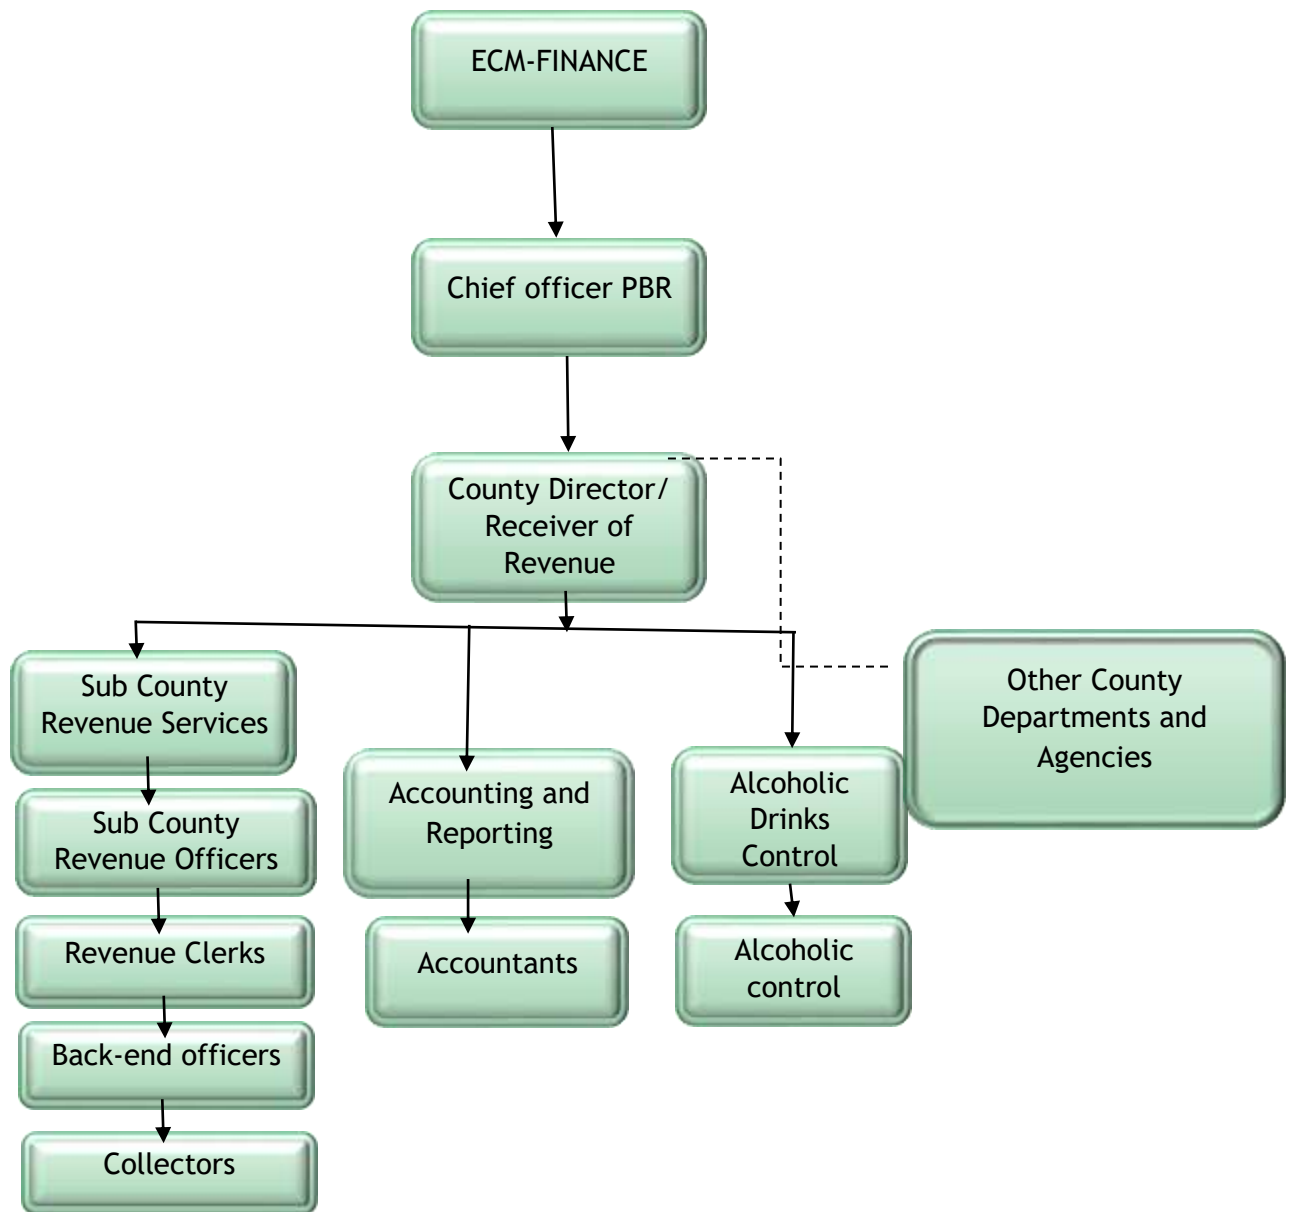 ECM-FINANCE
Chief officer PBR
County Director/
Receiver of
Revenue
Sub County
Revenue Services
Other County
Departments and
Agencies
Accounting and
Reporting
Alcoholic
Drinks
Control
Sub County
Revenue Officers
Revenue Clerks
Accountants
Alcoholic
control
Back-end officers
Collectors